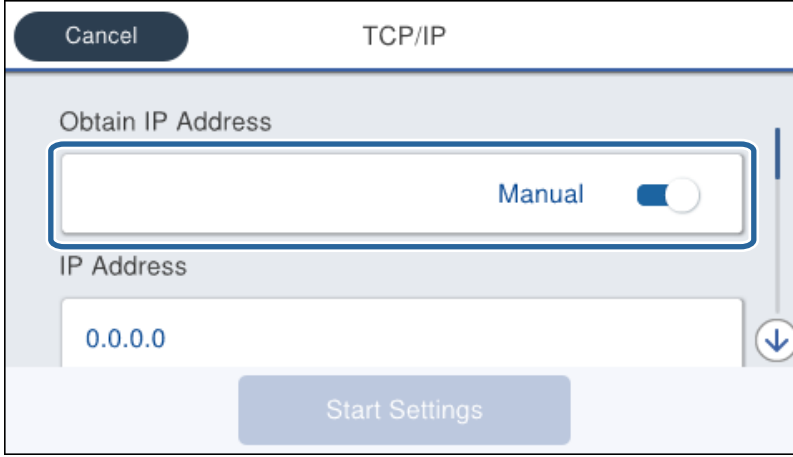 Cancel
TCP/IP
Obtain IP Address
Manual
IP Address
0.0.0.0
Start Settings